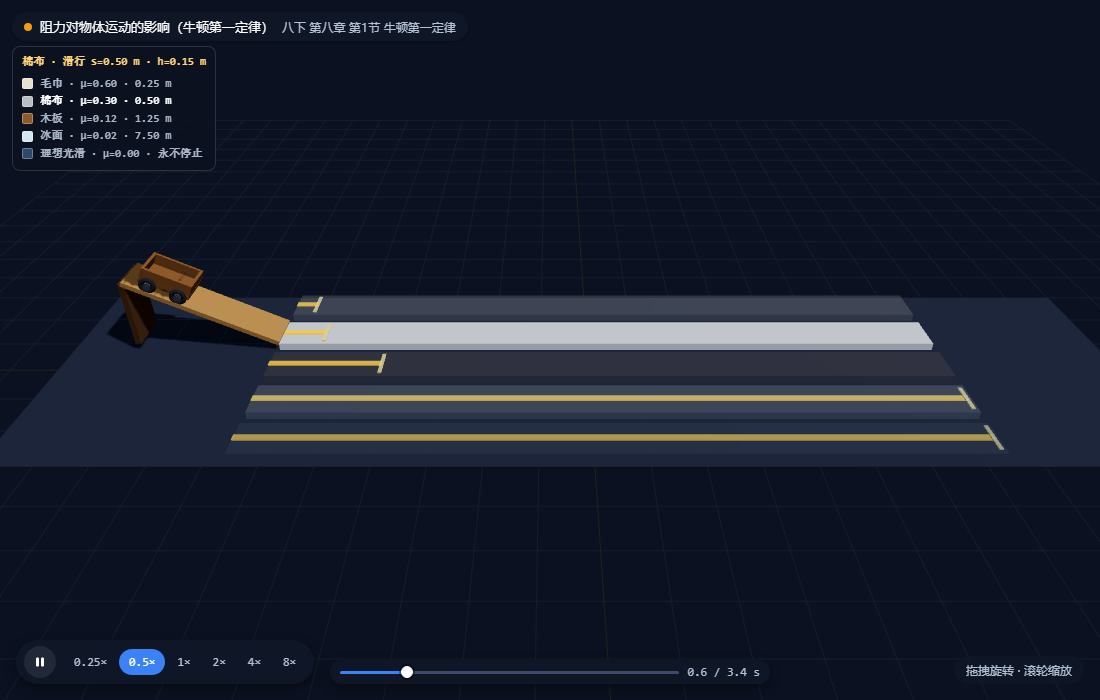 阻力对物体运动的影响（牛顿第一定律） 八下 第八章 第1节 牛顿第一定律
棉布 · 滑行 s=0.50 m · h=0.15 m
毛巾 · μ=0.60 · 0.25 m
棉布 · μ=0.30 · 0.50 m
木板 · μ=0.12 · 1.25 m
冰面 · μ=0.02 · 7.50 m
理想光滑 · μ=0.00 · 永不停止
0.25× 0.5× 1× 2× 4× 8× 0.6 / 3.4 s 拖拽旋转 · 滚轮缩放